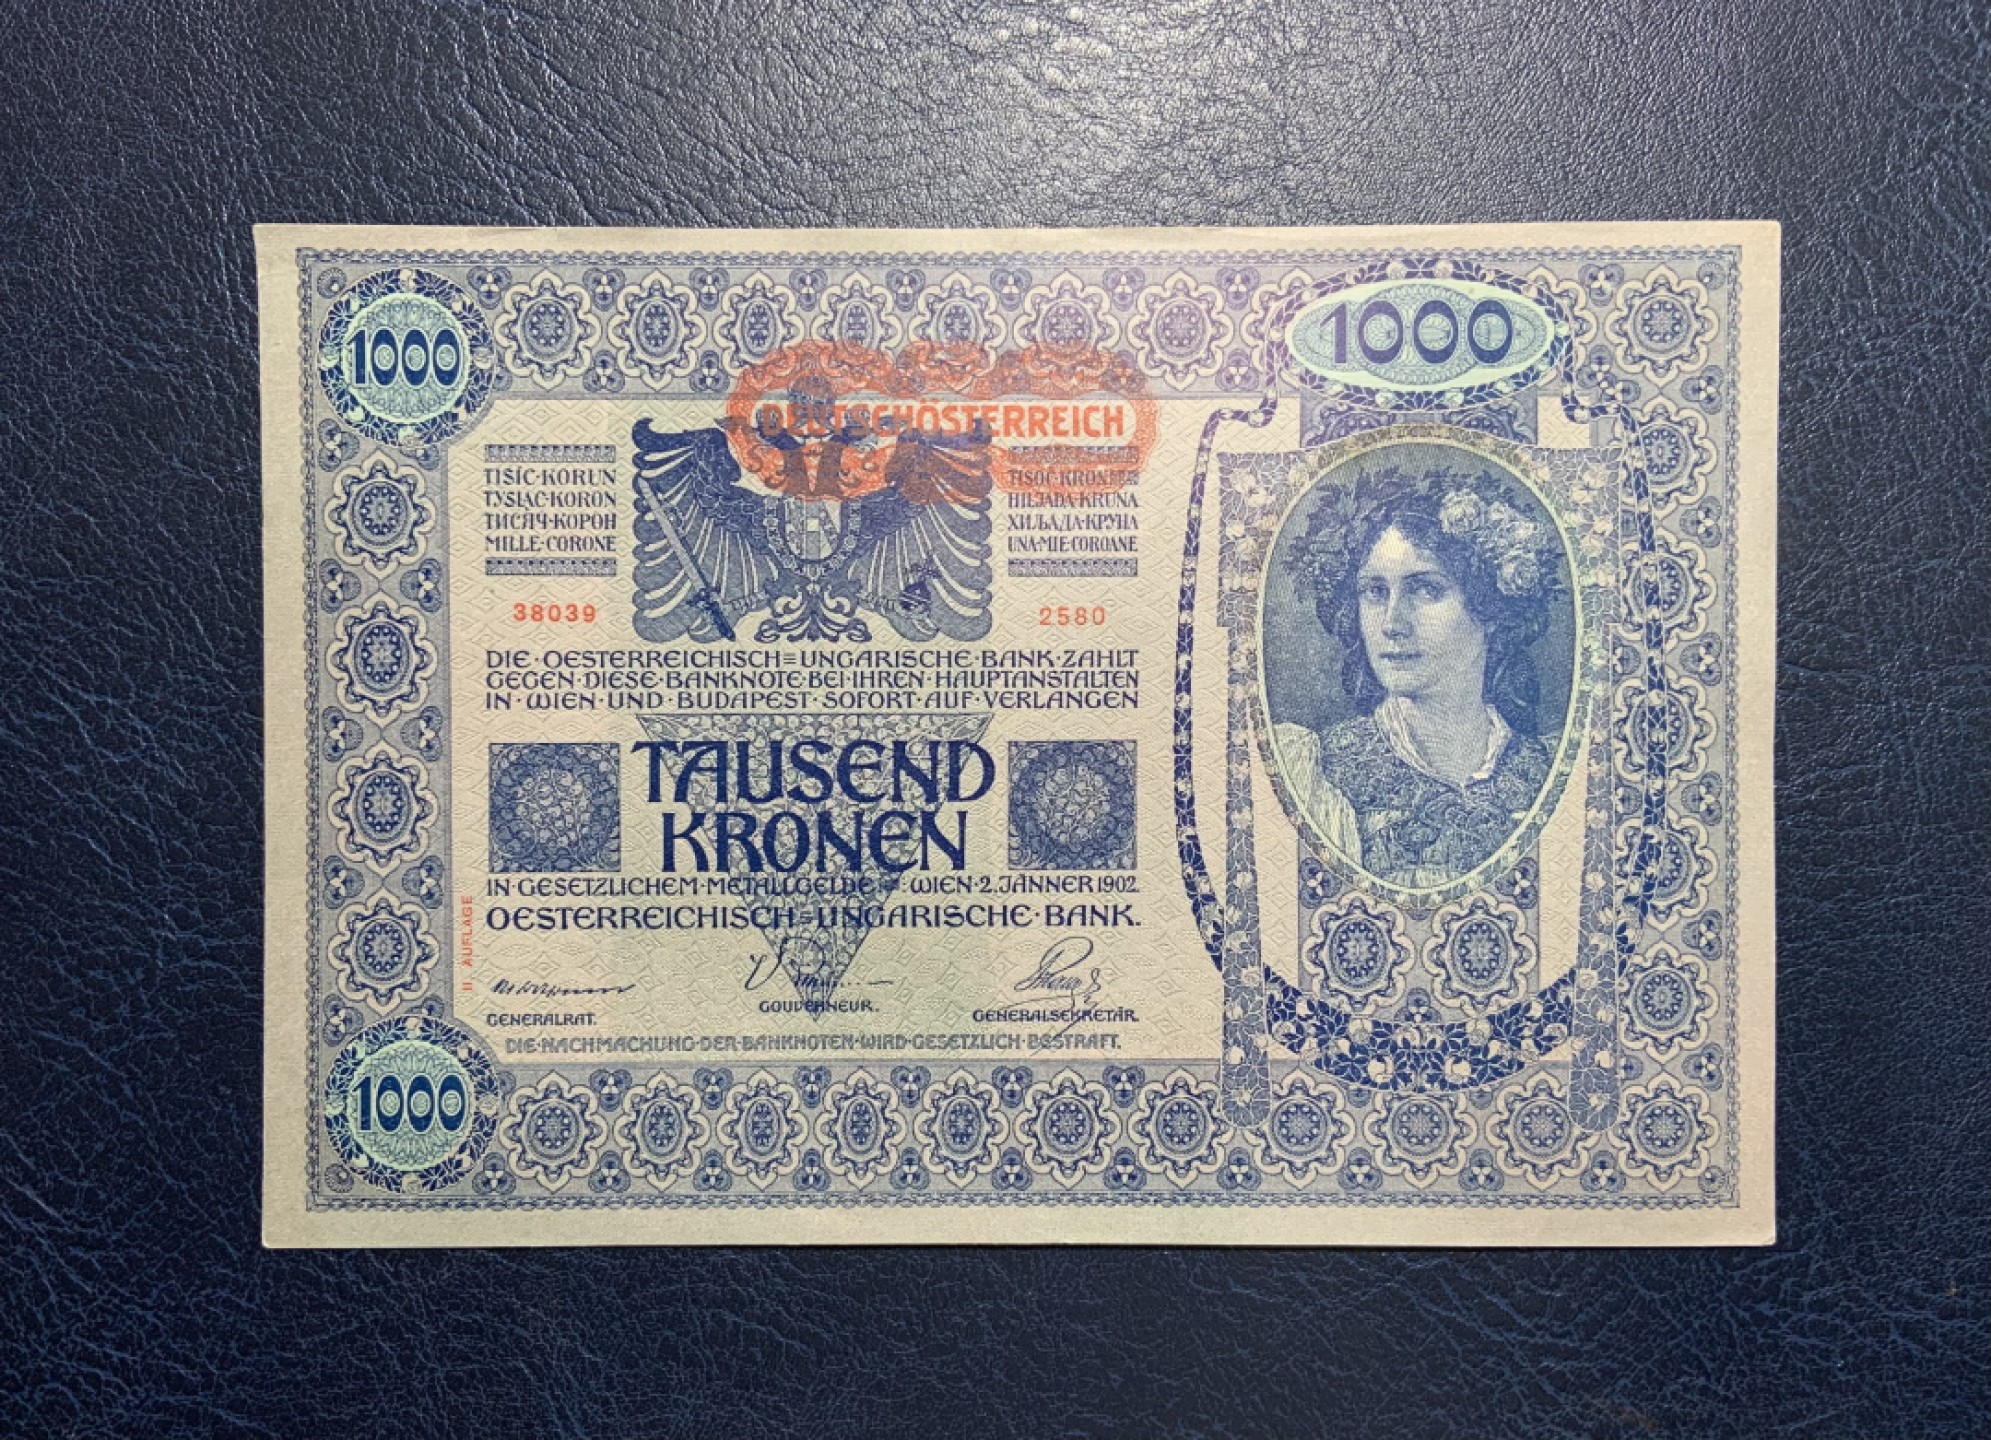 1000
1000
DEUTSCHÖSTERREICH
TISÍC·KORUN
TYSIĄC·KORON
ТИСЯЧ·КОРОН
MILLE·CORONE
TISOČ·KRONEN
HILJADA·KRUNA
ХИЉАДА·КРУНА
UNA·MIE·COROANE
38039
2580
DIE·OESTERREICHISCH=UNGARISCHE·BANK·ZAHLT
GEGEN·DIESE·BANKNOTE·BEI·IHREN·HAUPTANSTALTEN
IN·WIEN·UND·BUDAPEST·SOFORT·AUF·VERLANGEN
TAUSEND
KRONEN
IN·GESETZLICHEM·METALLGELDE WIEN·2.JÄNNER 1902.
OESTERREICHISCH=UNGARISCHE·BANK.
II AUFLAGE
GENERALRAT.
GOUVERNEUR.
GENERALSEKRETÄR.
DIE·NACHMACHUNG·DER·BANKNOTEN·WIRD·GESETZLICH·BESTRAFT.
1000